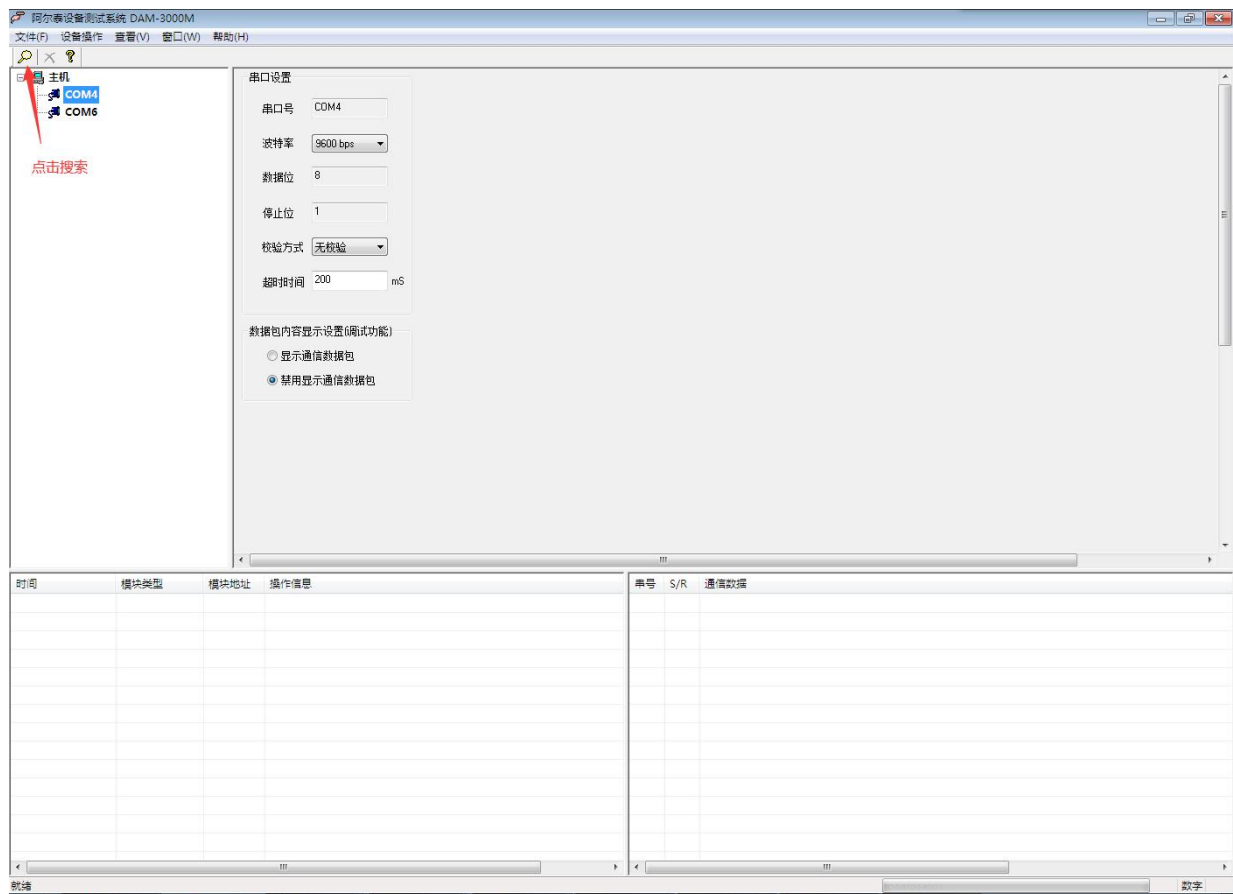 阿尔泰设备测试系统 DAM-3000M
文件(F) 设备操作 查看(V) 窗口(W) 帮助(H)
主机
COM4
COM6
点击搜索
串口设置
串口号 COM4
波特率 9600 bps
数据位 8
停止位 1
校验方式 无校验
超时时间 200 mS
数据包内容显示设置(调试功能)
显示通信数据包
禁用显示通信数据包
时间 模块类型 模块地址 操作信息
串号 S/R 通信数据
就绪 数字